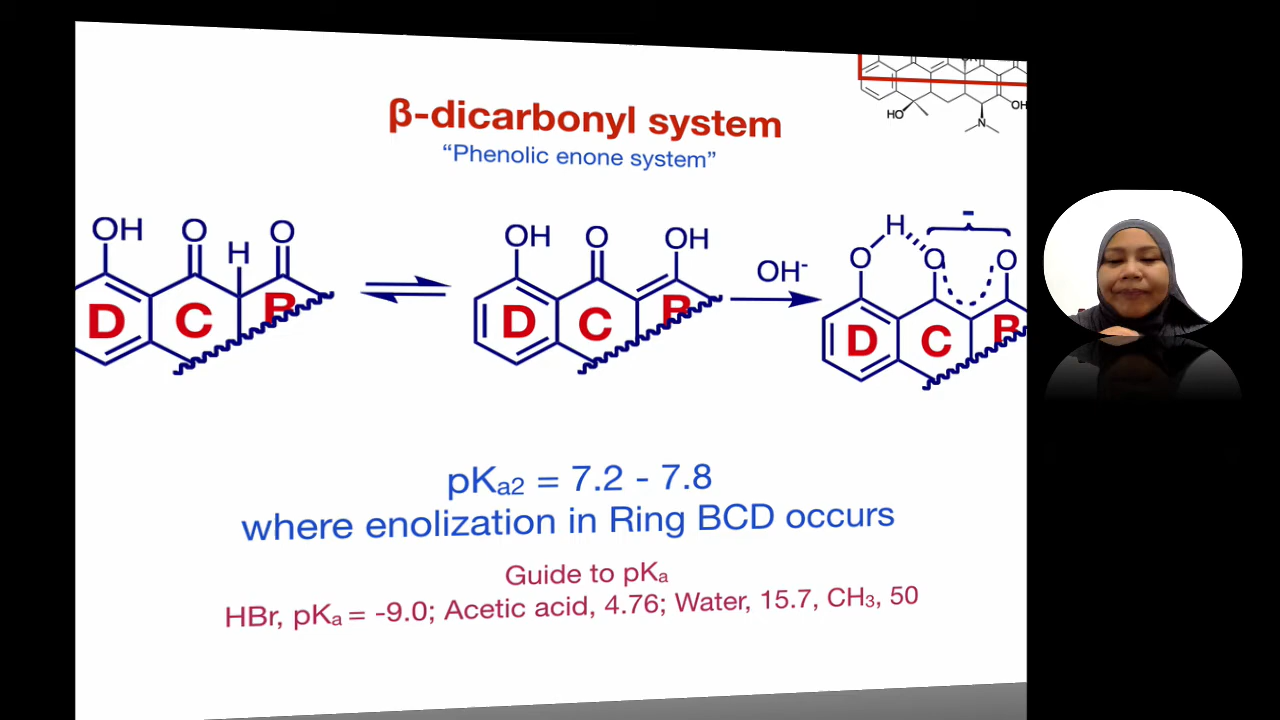 β-dicarbonyl system
“Phenolic enone system”
HO
N
OH
OH
O
H
O
D
C
B
OH
O
OH
D
C
B
OH-
H
O
O
O
-
D
C
B
pKa2 = 7.2 - 7.8
where enolization in Ring BCD occurs
Guide to pKa
HBr, pKa = -9.0; Acetic acid, 4.76; Water, 15.7, CH3, 50